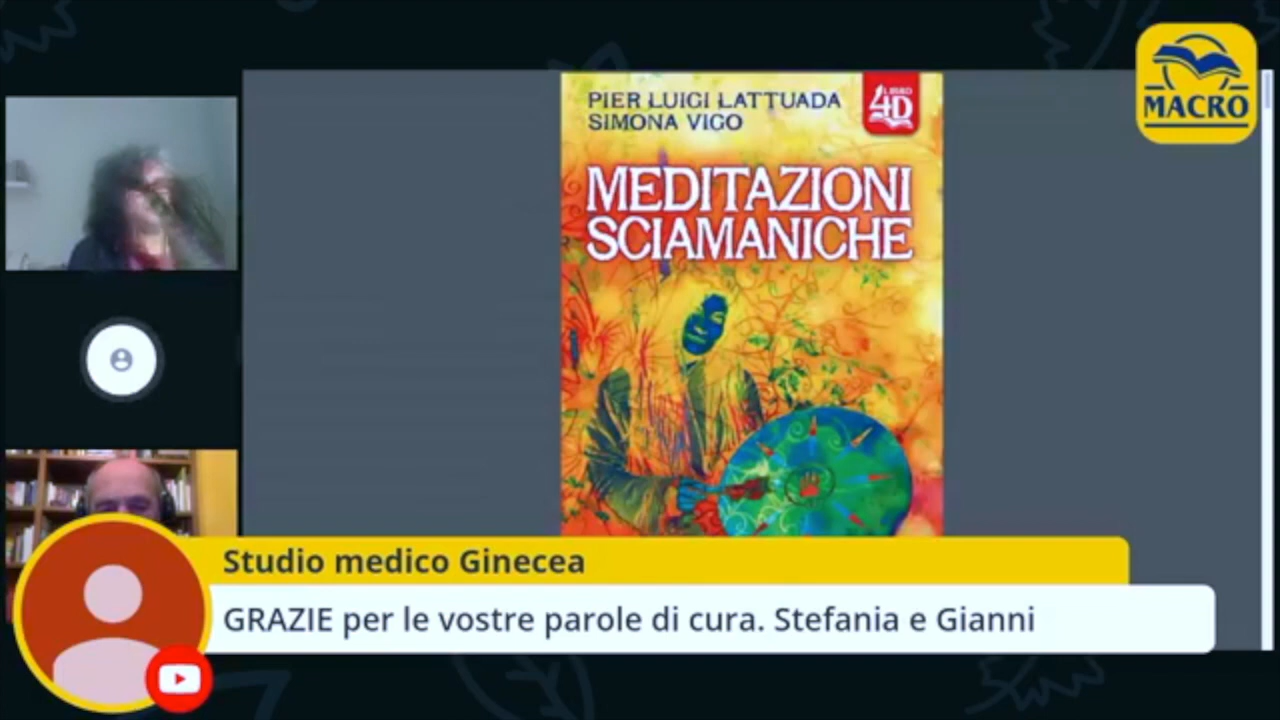 MACRO
PIER LUIGI LATTUADA
SIMONA VIGO
LIBRO
4D
MEDITAZIONI
SCIAMANICHE
Studio medico Ginecea
GRAZIE per le vostre parole di cura. Stefania e Gianni